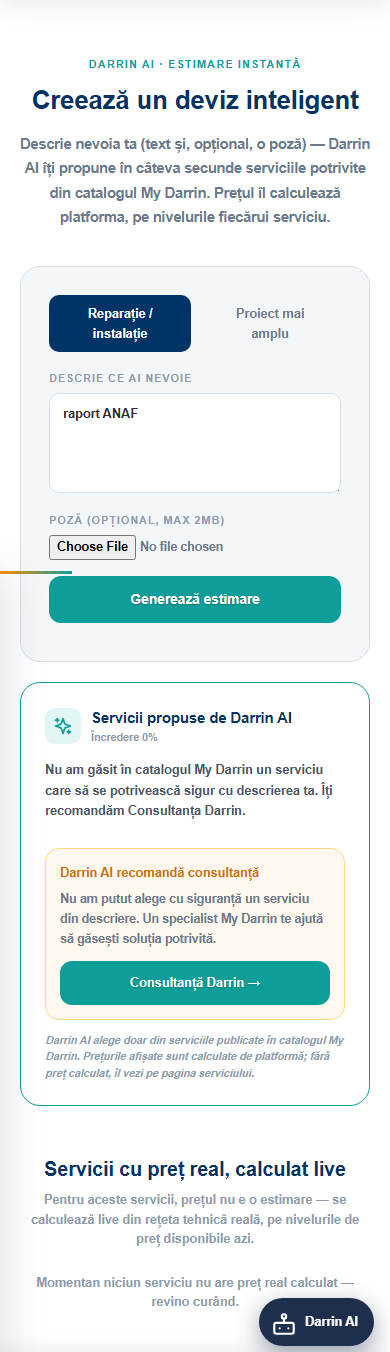 DARRIN AI · ESTIMARE INSTANTĂ
Creează un deviz inteligent
Descrie nevoia ta (text și, opțional, o poză) — Darrin
AI îți propune în câteva secunde serviciile potrivite
din catalogul My Darrin. Prețul îl calculează
platforma, pe nivelurile fiecărui serviciu.
Reparație /
instalație
Proiect mai
amplu
DESCRIE CE AI NEVOIE
raport ANAF
POZĂ (OPȚIONAL, MAX 2MB)
Choose File No file chosen
Generează estimare
Servicii propuse de Darrin AI
Încredere 0%
Nu am găsit în catalogul My Darrin un serviciu
care să se potrivească sigur cu descrierea ta. Îți
recomandăm Consultanța Darrin.
Darrin AI recomandă consultanță
Nu am putut alege cu siguranță un serviciu
din descriere. Un specialist My Darrin te ajută
să găsești soluția potrivită.
Consultanță Darrin →
Darrin AI alege doar din serviciile publicate în catalogul My
Darrin. Prețurile afișate sunt calculate de platformă; fără
preț calculat, îl vezi pe pagina serviciului.
Servicii cu preț real, calculat live
Pentru aceste servicii, prețul nu e o estimare — se
calculează live din rețeta tehnică reală, pe nivelurile de
preț disponibile azi.
Momentan niciun serviciu nu are preț real calculat —
revino curând.
Darrin AI